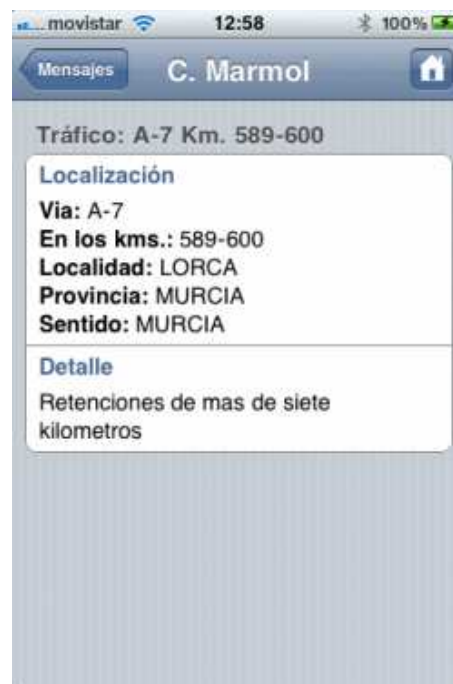 movistar 12:58 100%
Mensajes C. Marmol
Tráfico: A-7 Km. 589-600
Localización
Via: A-7
En los kms.: 589-600
Localidad: LORCA
Provincia: MURCIA
Sentido: MURCIA
Detalle
Retenciones de mas de siete
kilometros